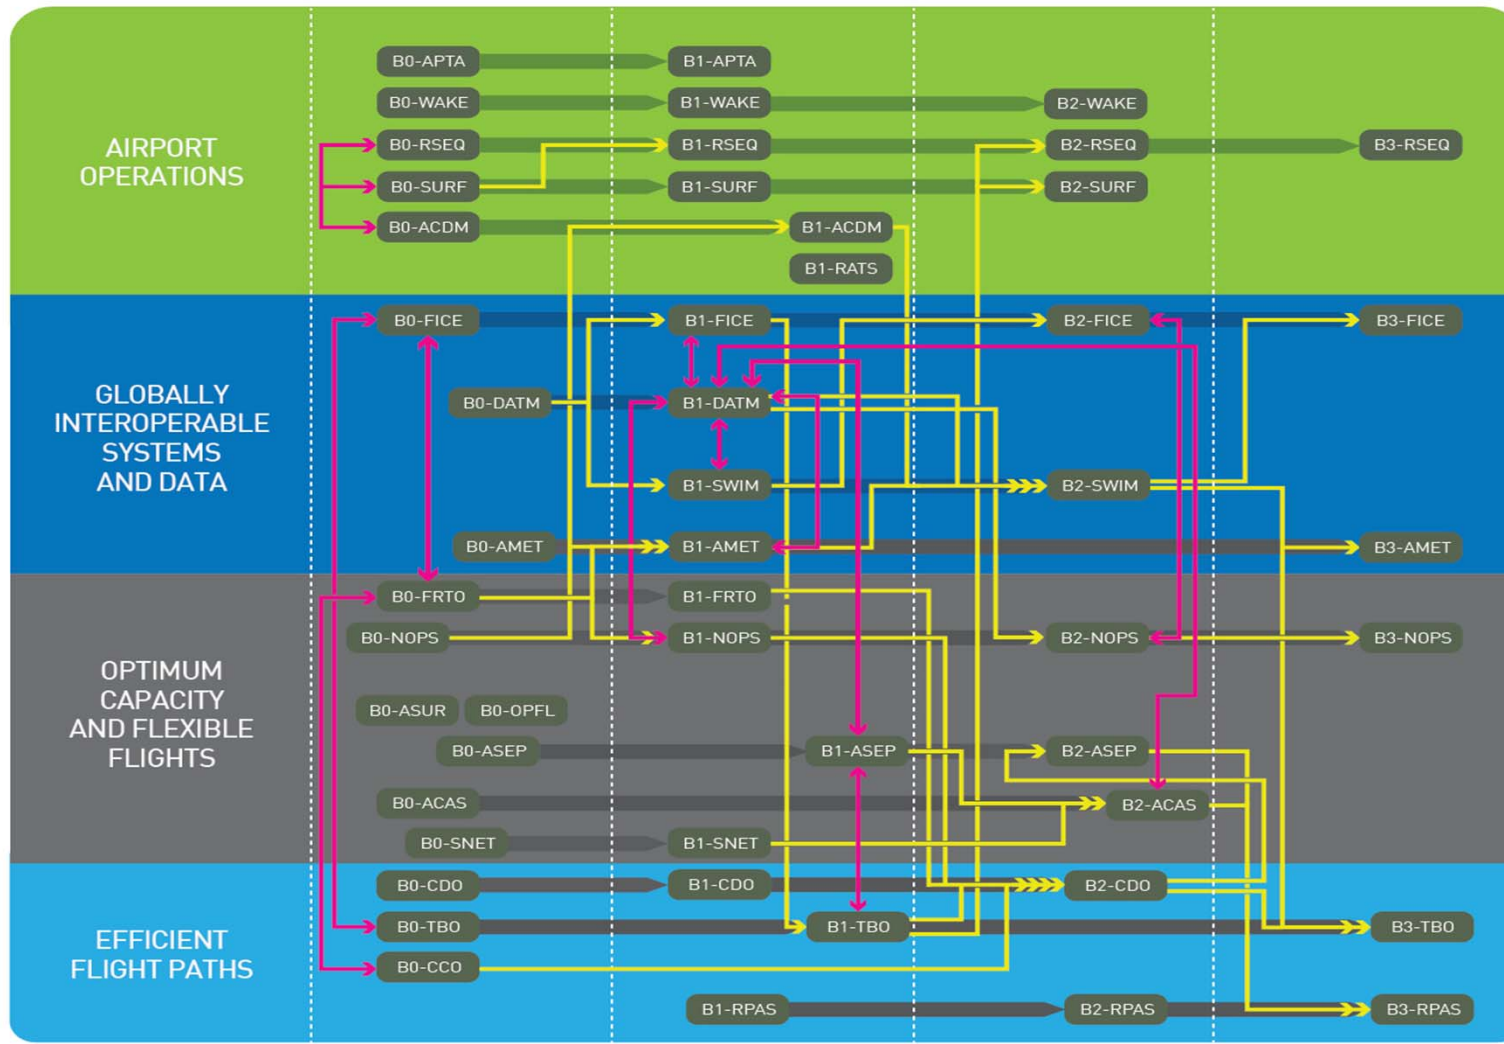 AIRPORT
OPERATIONS
B0-APTA B1-APTA
B0-WAKE B1-WAKE B2-WAKE
B0-RSEQ B1-RSEQ B2-RSEQ B3-RSEQ
B0-SURF B1-SURF B2-SURF
B0-ACDM B1-ACDM
B1-RATS
GLOBALLY
INTEROPERABLE
SYSTEMS
AND DATA
B0-FICE B1-FICE B2-FICE B3-FICE
B0-DATM B1-DATM
B1-SWIM B2-SWIM
B0-AMET B1-AMET B3-AMET
OPTIMUM
CAPACITY
AND FLEXIBLE
FLIGHTS
B0-FRTO B1-FRTO
B0-NOPS B1-NOPS B2-NOPS B3-NOPS
B0-ASUR B0-OPFL
B0-ASEP B1-ASEP B2-ASEP
B0-ACAS B2-ACAS
B0-SNET B1-SNET
EFFICIENT
FLIGHT PATHS
B0-CDO B1-CDO B2-CDO
B0-TBO B1-TBO B3-TBO
B0-CCO
B1-RPAS B2-RPAS B3-RPAS